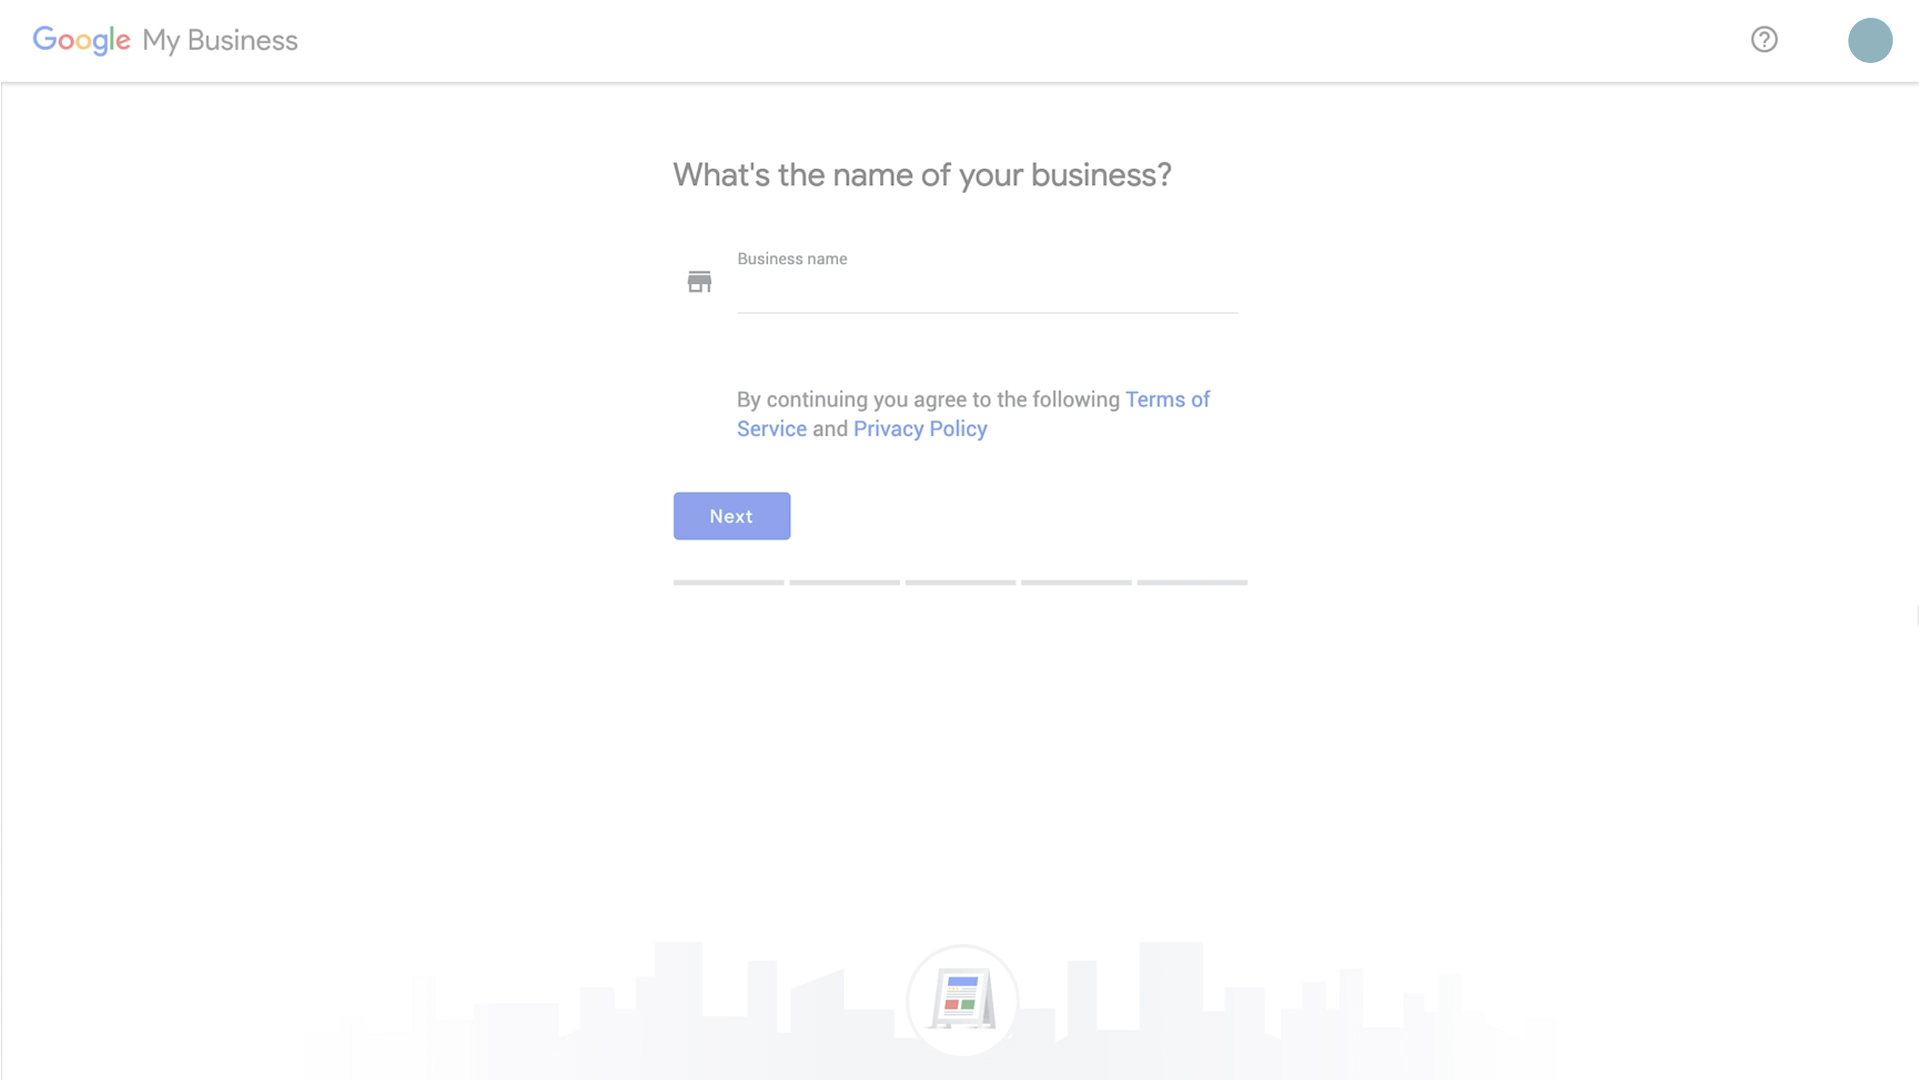 Google My Business
What's the name of your business?
Business name
By continuing you agree to the following Terms of
Service and Privacy Policy
Next